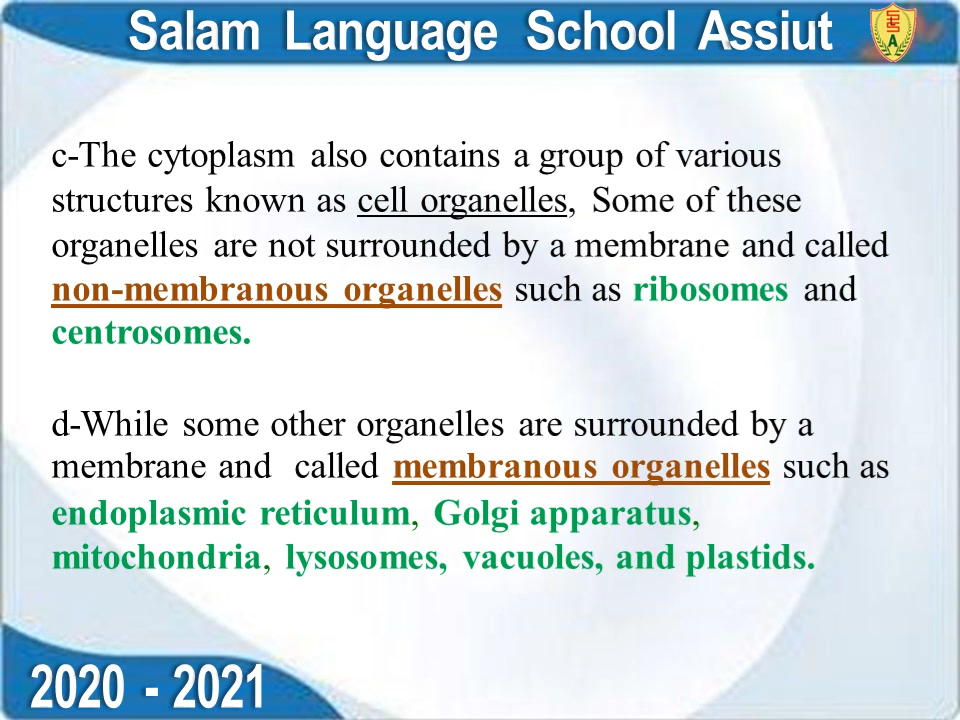 Salam Language School Assiut
c-The cytoplasm also contains a group of various
structures known as cell organelles, Some of these
organelles are not surrounded by a membrane and called
non-membranous organelles such as ribosomes and
centrosomes.
d-While some other organelles are surrounded by a
membrane and called membranous organelles such as
endoplasmic reticulum, Golgi apparatus,
mitochondria, lysosomes, vacuoles, and plastids.
2020 - 2021